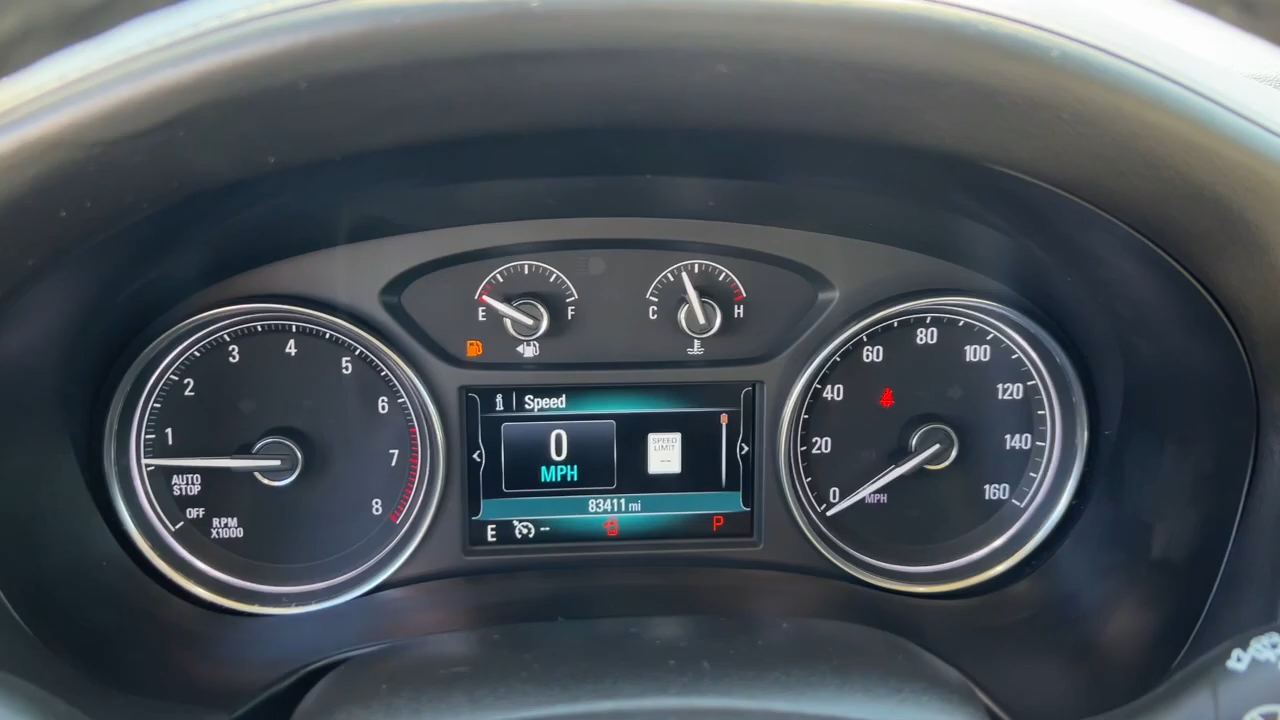 E
F
C
H
1
2
3
4
5
6
7
8
AUTO
STOP
OFF
RPM
X1000
i Speed
0
MPH
SPEED
LIMIT
--
83411 mi
E
--
P
0
20
40
60
80
100
120
140
160
MPH